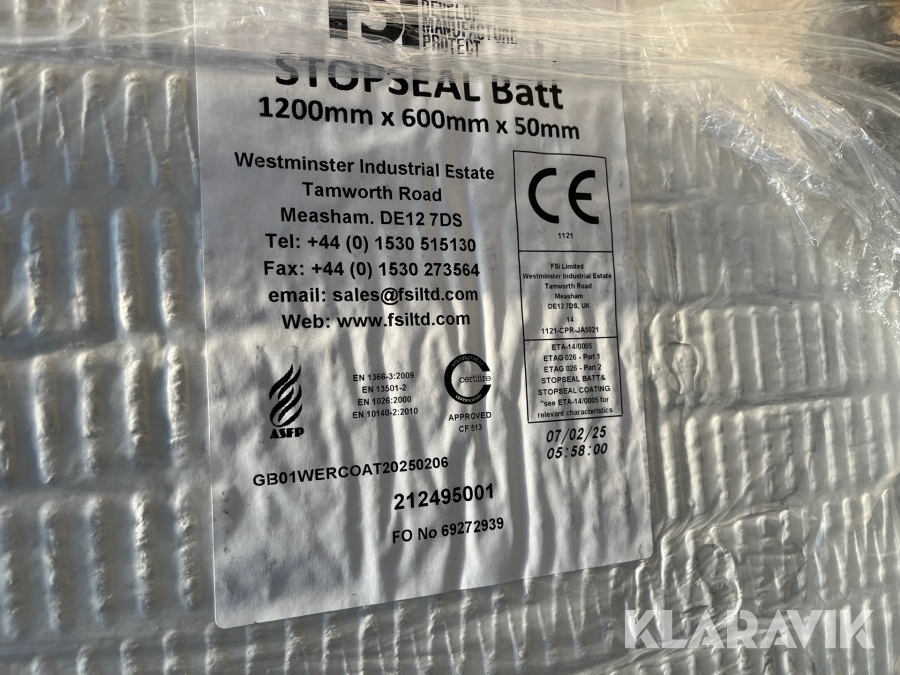 FSi
DEVELOP
MANUFACTURE
PROTECT
STOPSEAL Batt
1200mm x 600mm x 50mm
Westminster Industrial Estate
Tamworth Road
Measham. DE12 7DS
Tel: +44 (0) 1530 515130
Fax: +44 (0) 1530 273564
email: sales@fsiltd.com
Web: www.fsiltd.com
CE
1121
FSi Limited
Westminster Industrial Estate
Tamworth Road
Measham
DE12 7DS, UK
14
1121-CPR-JA5021
ETA-14/0005
ETAG 026 - Part 1
ETAG 026 - Part 2
STOPSEAL BATT&
STOPSEAL COATING
"see ETA-14/0005 for
relevant characteristics
ASFP
EN 1366-3:2009
EN 13501-2
EN 1026:2000
EN 10140-2:2010
certifire
APPROVED
CF 513
07/02/25
05:58:00
GB01WERCOAT20250206
212495001
FO No 69272939
KLARAVIK